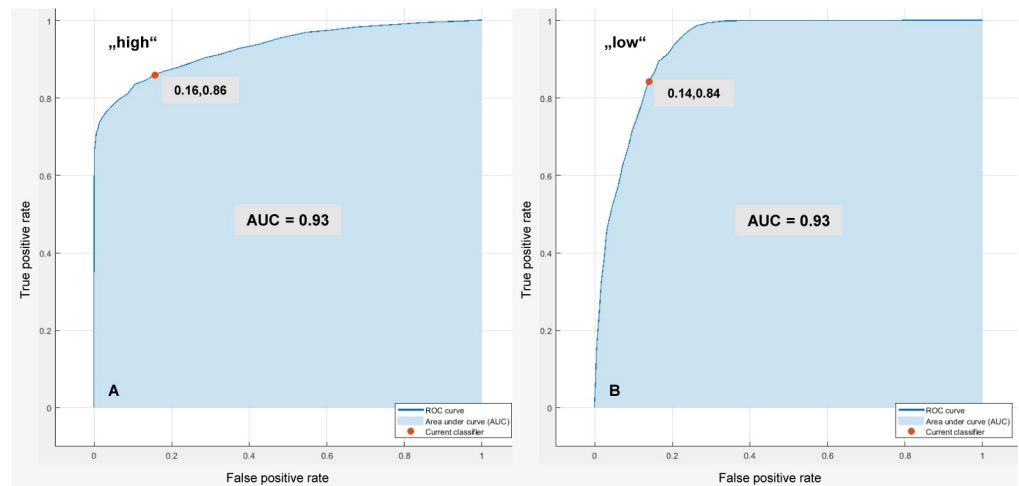 „high“
0.16,0.86
AUC = 0.93
A
True positive rate
1
0.8
0.6
0.4
0.2
0
0
0.2
0.4
0.6
0.8
1
False positive rate
ROC curve
Area under curve (AUC)
Current classifier
„low“
0.14,0.84
AUC = 0.93
B
True positive rate
1
0.8
0.6
0.4
0.2
0
0
0.2
0.4
0.6
0.8
1
False positive rate
ROC curve
Area under curve (AUC)
Current classifier